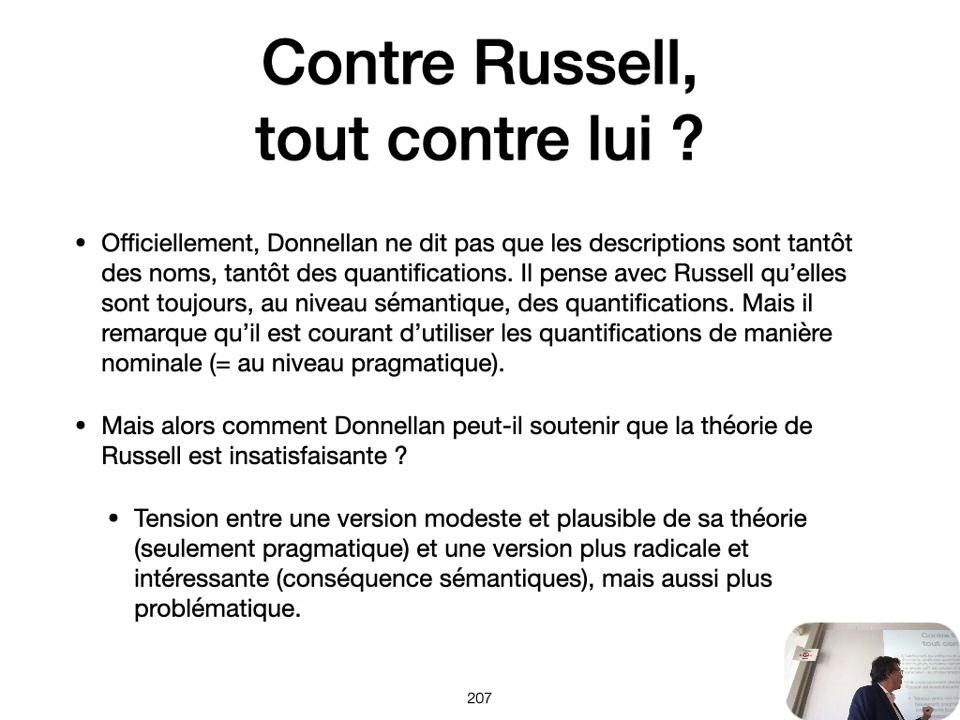 Contre Russell,
tout contre lui ?
• Officiellement, Donnellan ne dit pas que les descriptions sont tantôt
des noms, tantôt des quantifications. Il pense avec Russell qu’elles
sont toujours, au niveau sémantique, des quantifications. Mais il
remarque qu’il est courant d’utiliser les quantifications de manière
nominale (= au niveau pragmatique).
• Mais alors comment Donnellan peut-il soutenir que la théorie de
Russell est insatisfaisante ?
• Tension entre une version modeste et plausible de sa théorie
(seulement pragmatique) et une version plus radicale et
intéressante (conséquence sémantiques), mais aussi plus
problématique.
207